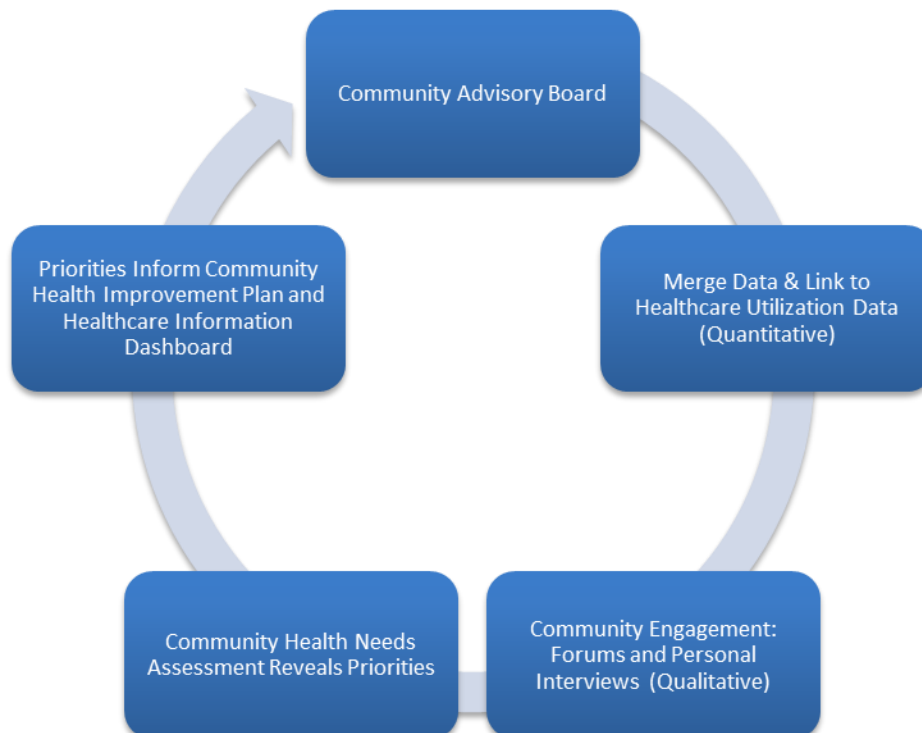 Community Advisory Board
Merge Data & Link to
Healthcare Utilization Data
(Quantitative)
Community Engagement:
Forums and Personal
Interviews (Qualitative)
Community Health Needs
Assessment Reveals Priorities
Priorities Inform Community
Health Improvement Plan and
Healthcare Information
Dashboard